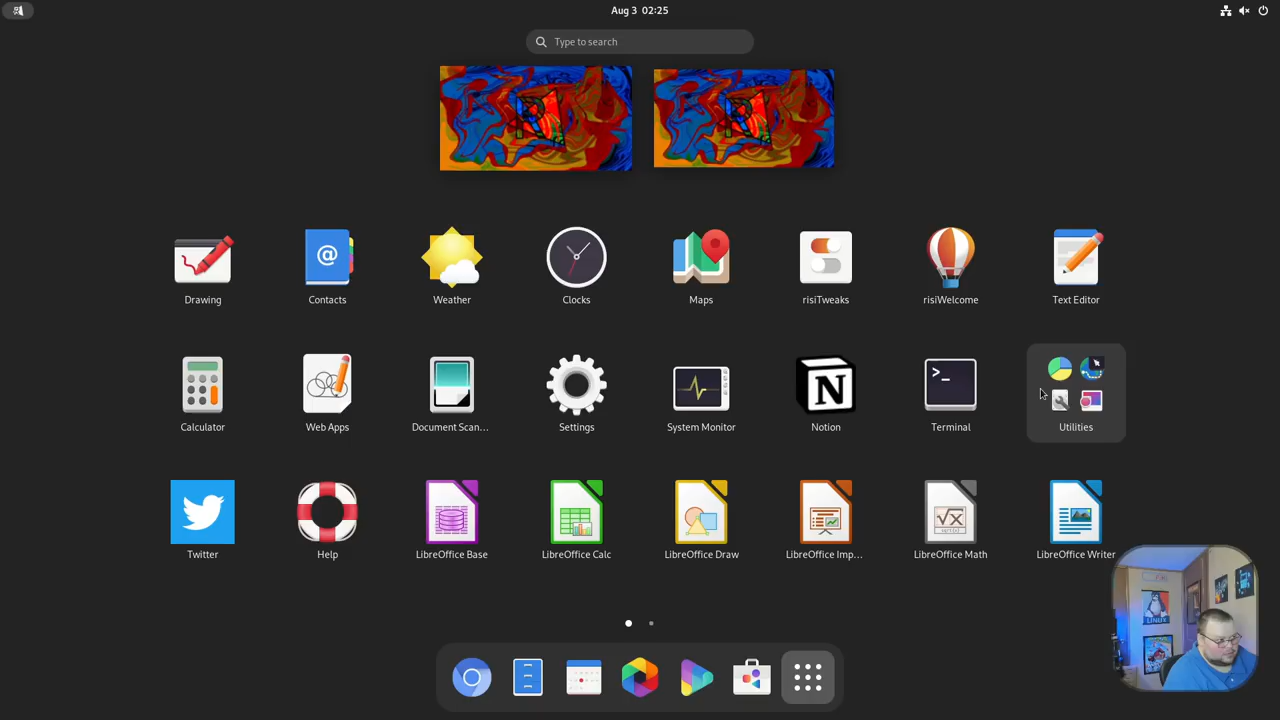 Aug 3 02:25
Type to search
Drawing
Contacts
Weather
Clocks
Maps
risiTweaks
risiWelcome
Text Editor
Calculator
Web Apps
Document Scan...
Settings
System Monitor
Notion
Terminal
Utilities
Twitter
Help
LibreOffice Base
LibreOffice Calc
LibreOffice Draw
LibreOffice Imp...
LibreOffice Math
LibreOffice Writer
LINUX